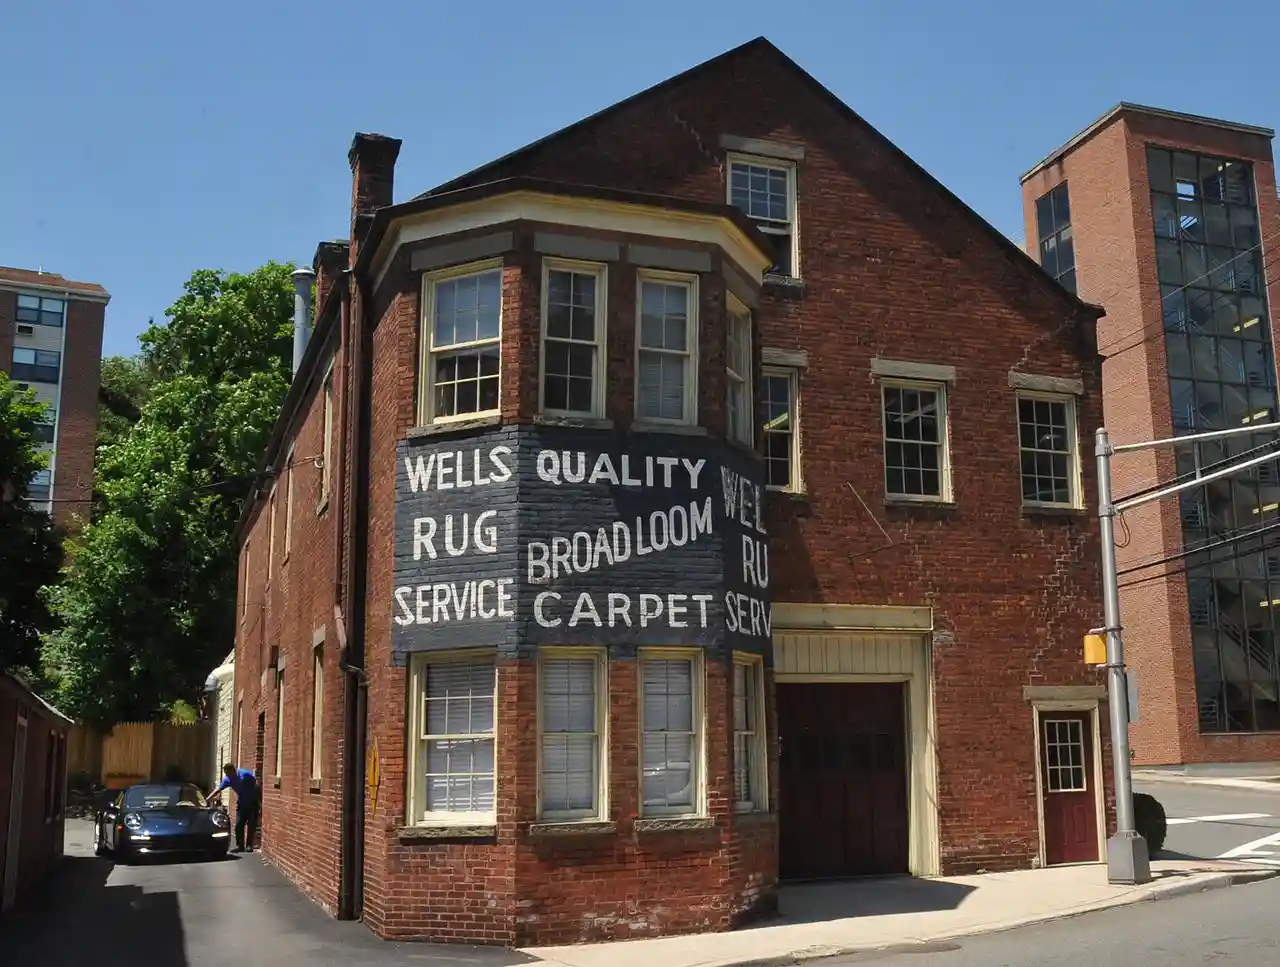 WELLS
RUG
SERVICE
QUALITY
BROADLOOM
CARPET
WEL
RU
SERV